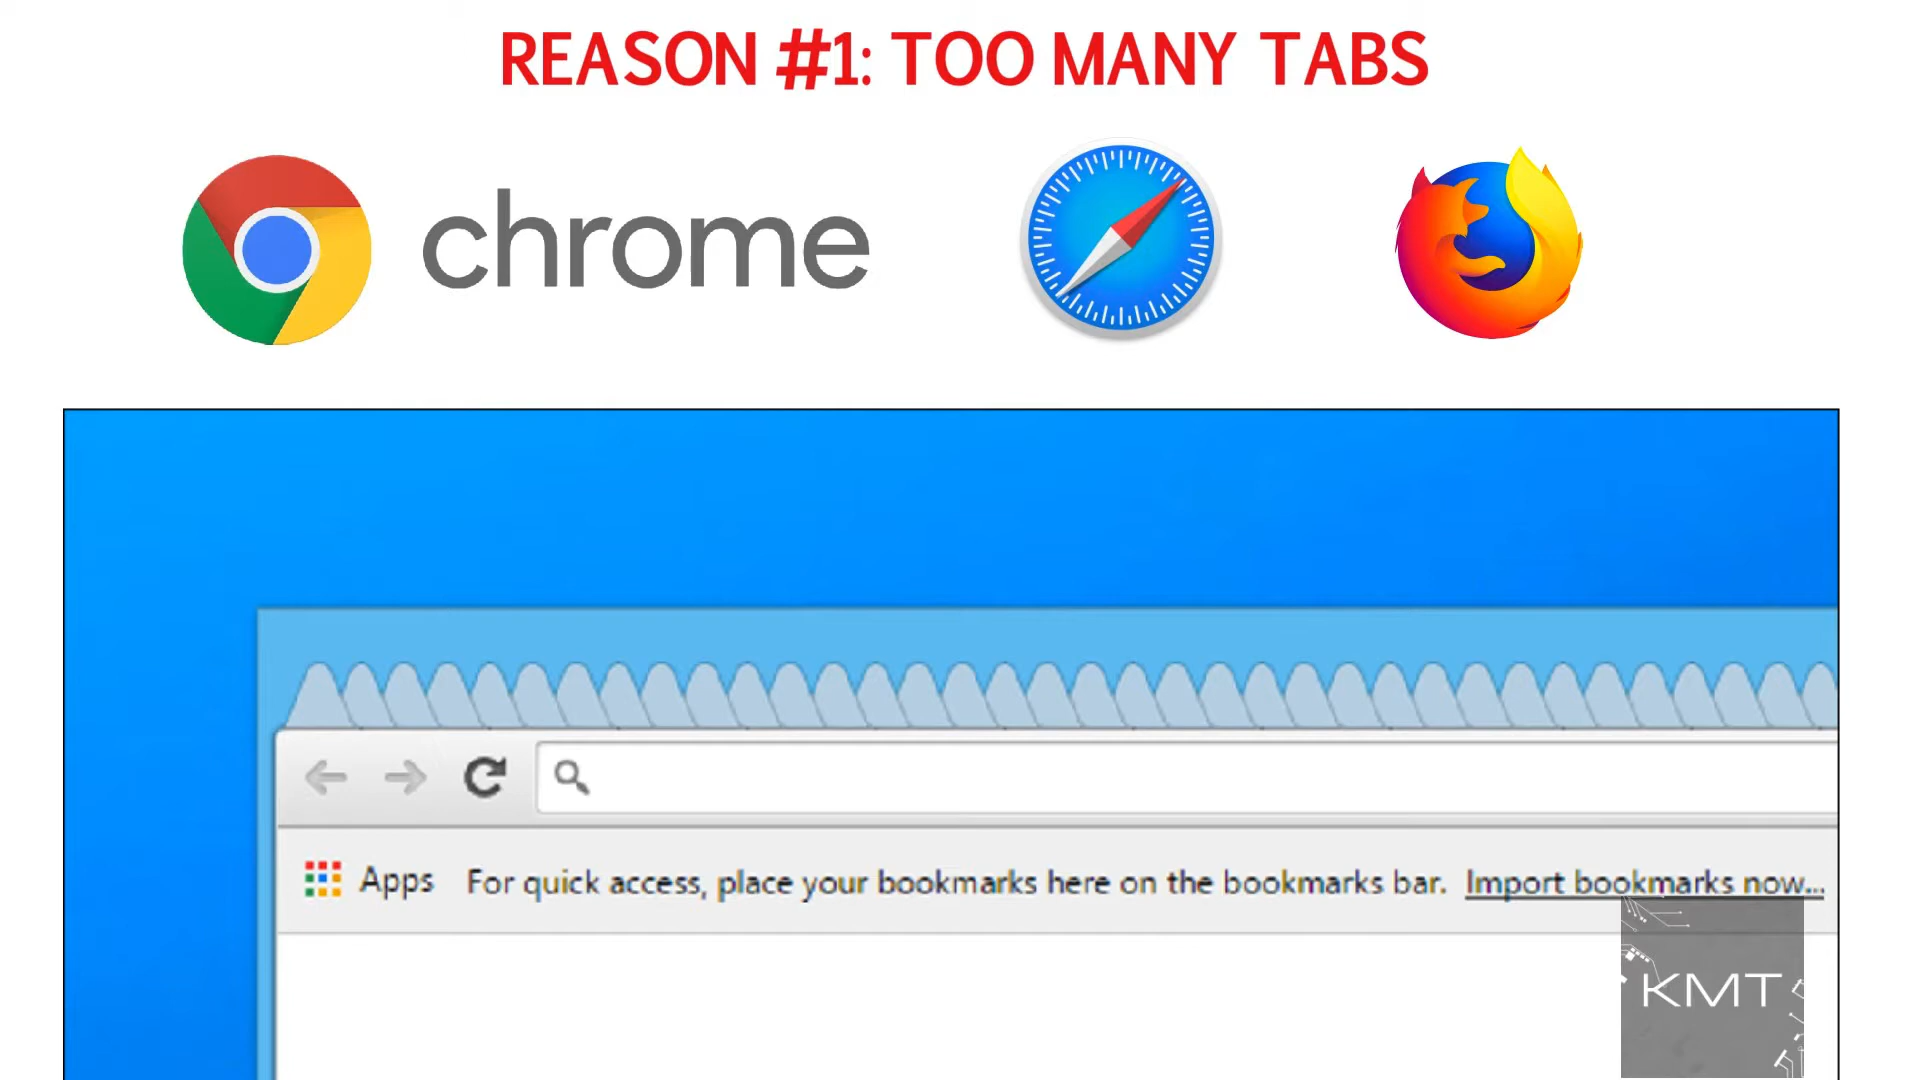 REASON #1: TOO MANY TABS
chrome
Apps For quick access, place your bookmarks here on the bookmarks bar. Import bookmarks now...
KMT